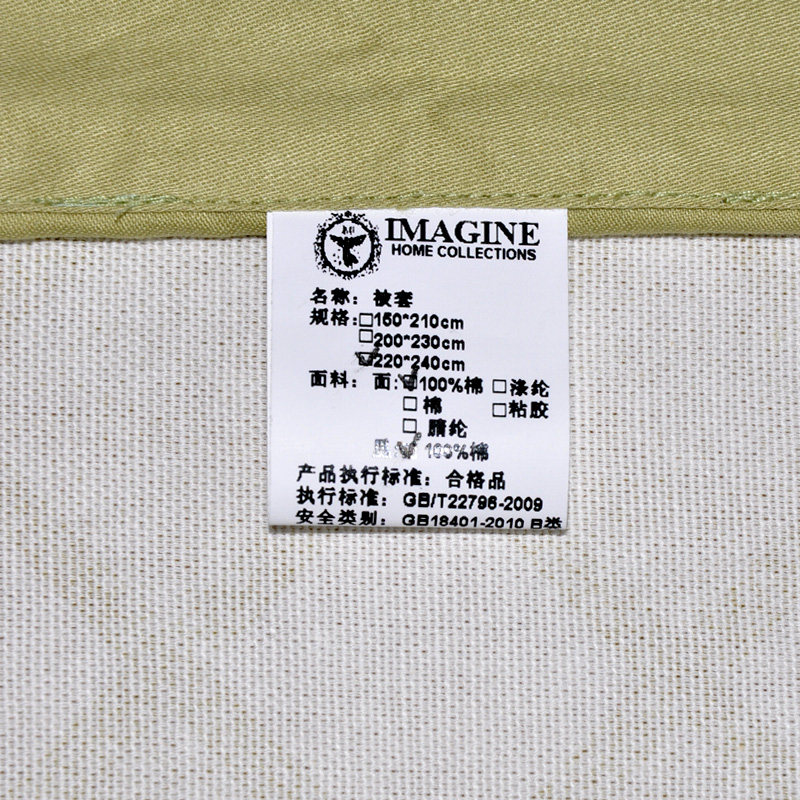 IMAGINE
HOME COLLECTIONS
名称：被套
规格：□150*210cm
□200*230cm
☑220*240cm
面料：面:☑100%棉 □涤纶
□棉 □粘胶
□腈纶
☑100%棉
产品执行标准：合格品
执行标准：GB/T22796-2009
安全类别：GB18401-2010 B类